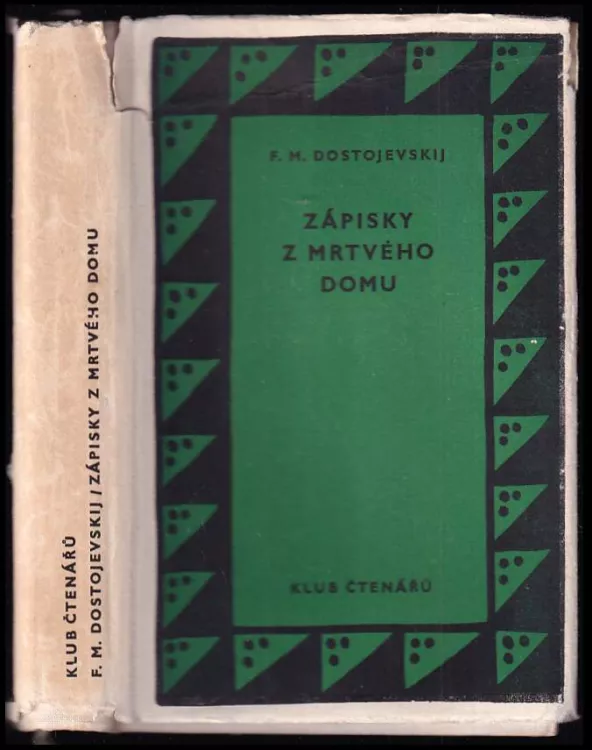 KLUB ČTENÁŘŮ
F. M. DOSTOJEVSKIJ/ZÁPISKY Z MRTVÉHO DOMU
F. M. DOSTOJEVSKIJ
ZÁPISKY
Z MRTVÉHO
DOMU
KLUB ČTENÁŘŮ